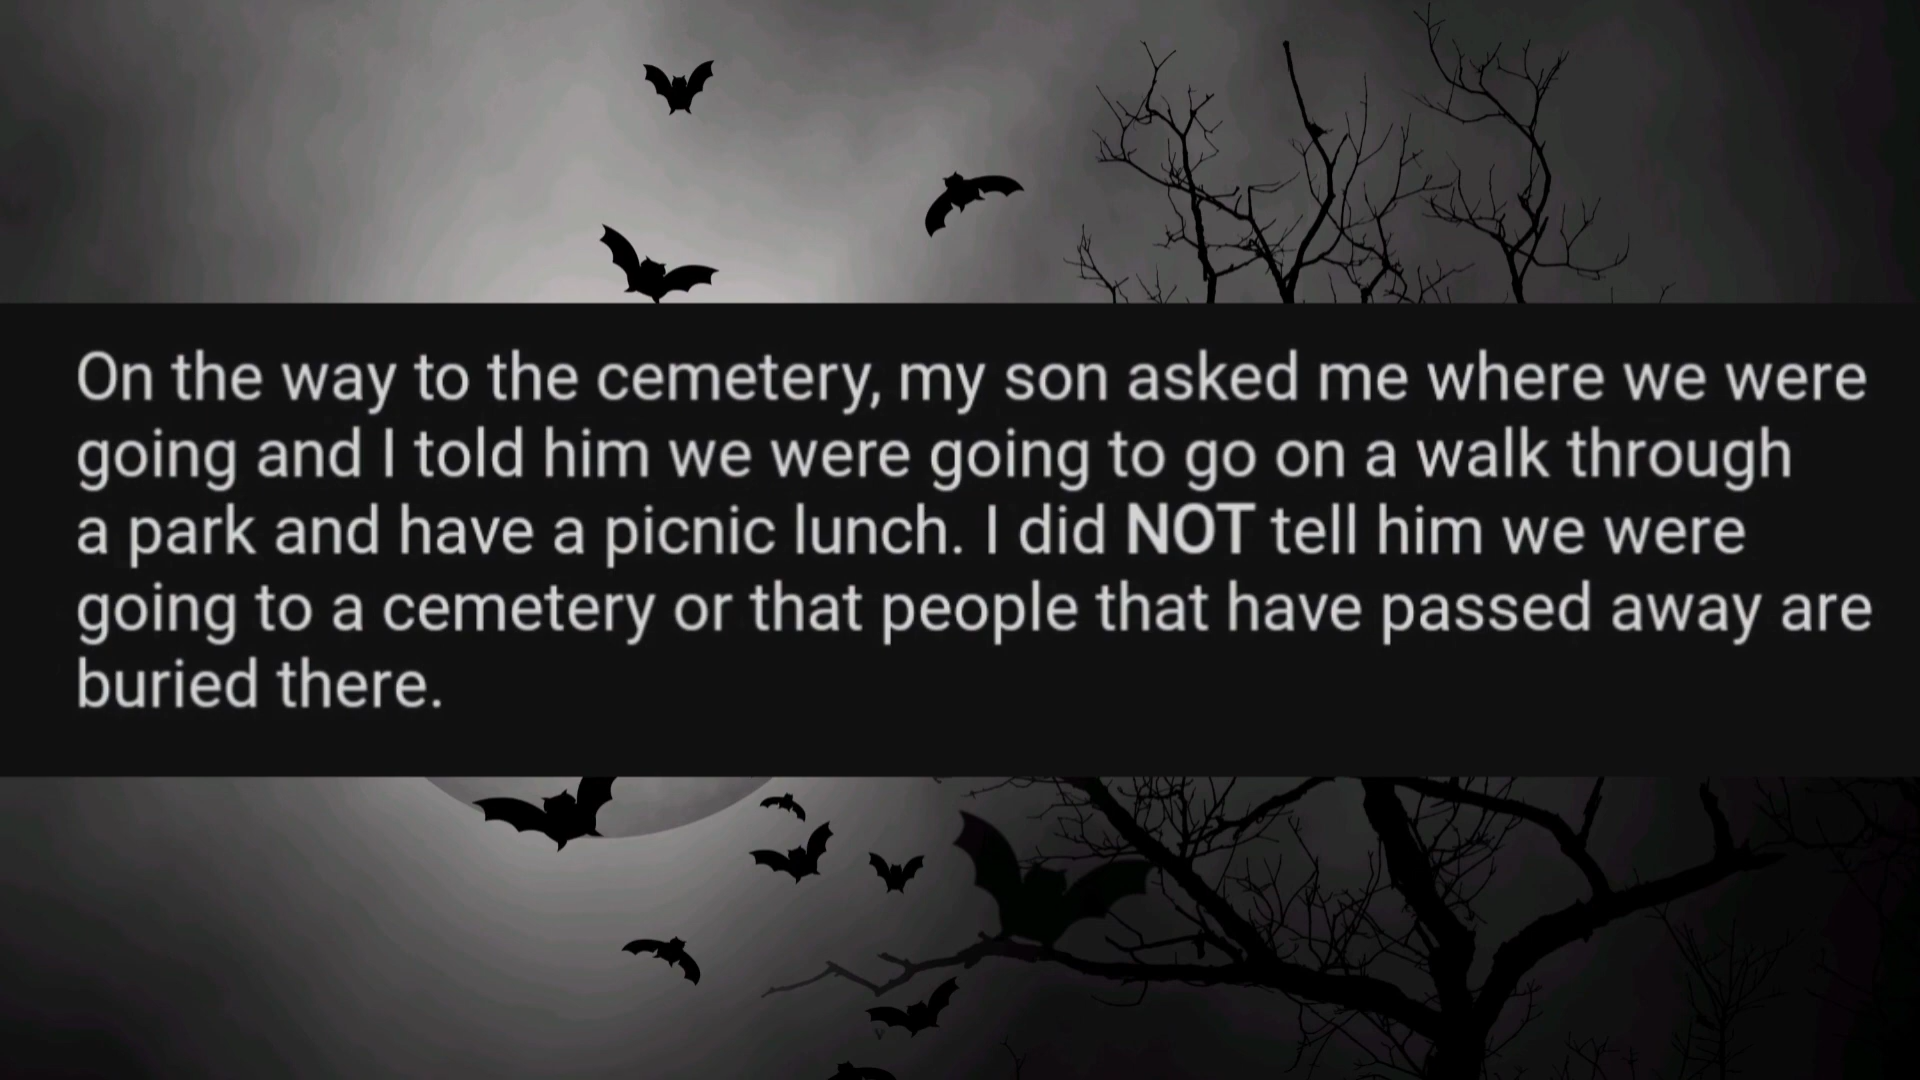 On the way to the cemetery, my son asked me where we were
going and I told him we were going to go on a walk through
a park and have a picnic lunch. I did NOT tell him we were
going to a cemetery or that people that have passed away are
buried there.